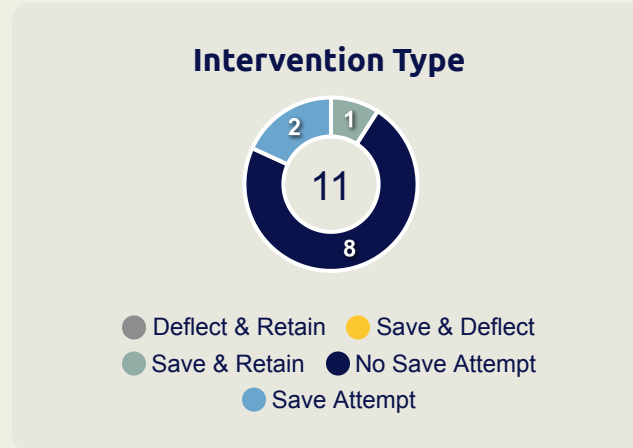 Intervention Type
2 1
11
8
Deflect & Retain Save & Deflect
Save & Retain No Save Attempt
Save Attempt